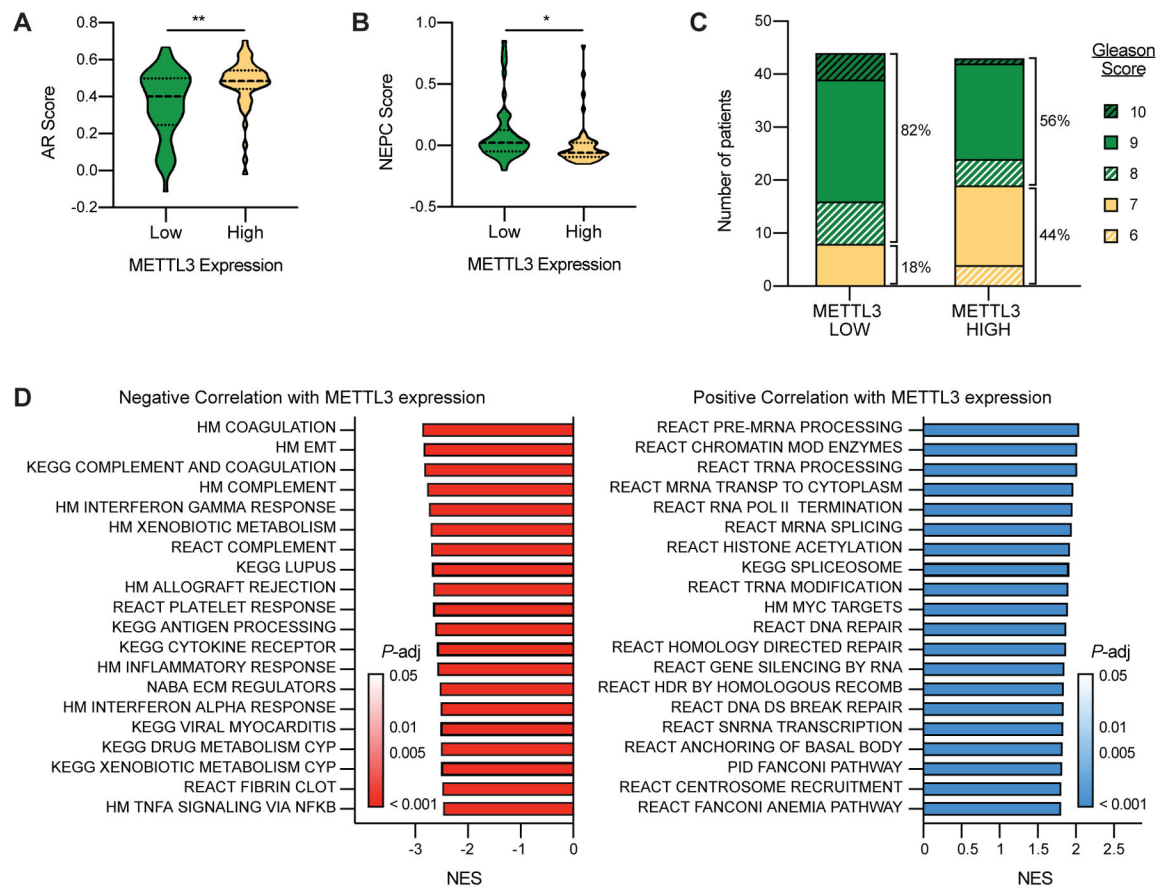 A
**
AR Score
0.8
0.6
0.4
0.2
0.0
-0.2
Low
High
METTL3 Expression
B
*
NEPC Score
1.0
0.5
0.0
-0.5
Low
High
METTL3 Expression
C
Number of patients
50
40
30
20
10
0
82%
18%
56%
44%
METTL3
LOW
METTL3
HIGH
Gleason
Score
10
9
8
7
6
D
Negative Correlation with METTL3 expression
HM COAGULATION
HM EMT
KEGG COMPLEMENT AND COAGULATION
HM COMPLEMENT
HM INTERFERON GAMMA RESPONSE
HM XENOBIOTIC METABOLISM
REACT COMPLEMENT
KEGG LUPUS
HM ALLOGRAFT REJECTION
REACT PLATELET RESPONSE
KEGG ANTIGEN PROCESSING
KEGG CYTOKINE RECEPTOR
HM INFLAMMATORY RESPONSE
NABA ECM REGULATORS
HM INTERFERON ALPHA RESPONSE
KEGG VIRAL MYOCARDITIS
KEGG DRUG METABOLISM CYP
KEGG XENOBIOTIC METABOLISM CYP
REACT FIBRIN CLOT
HM TNFA SIGNALING VIA NFKB
P-adj
0.05
0.01
0.005
< 0.001
-3
-2
-1
0
NES
Positive Correlation with METTL3 expression
REACT PRE-MRNA PROCESSING
REACT CHROMATIN MOD ENZYMES
REACT TRNA PROCESSING
REACT MRNA TRANSP TO CYTOPLASM
REACT RNA POL II TERMINATION
REACT MRNA SPLICING
REACT HISTONE ACETYLATION
KEGG SPLICEOSOME
REACT TRNA MODIFICATION
HM MYC TARGETS
REACT DNA REPAIR
REACT HOMOLOGY DIRECTED REPAIR
REACT GENE SILENCING BY RNA
REACT HDR BY HOMOLOGOUS RECOMB
REACT DNA DS BREAK REPAIR
REACT SNRNA TRANSCRIPTION
REACT ANCHORING OF BASAL BODY
PID FANCONI PATHWAY
REACT CENTROSOME RECRUITMENT
REACT FANCONI ANEMIA PATHWAY
P-adj
0.05
0.01
0.005
< 0.001
0
0.5
1
1.5
2
2.5
NES